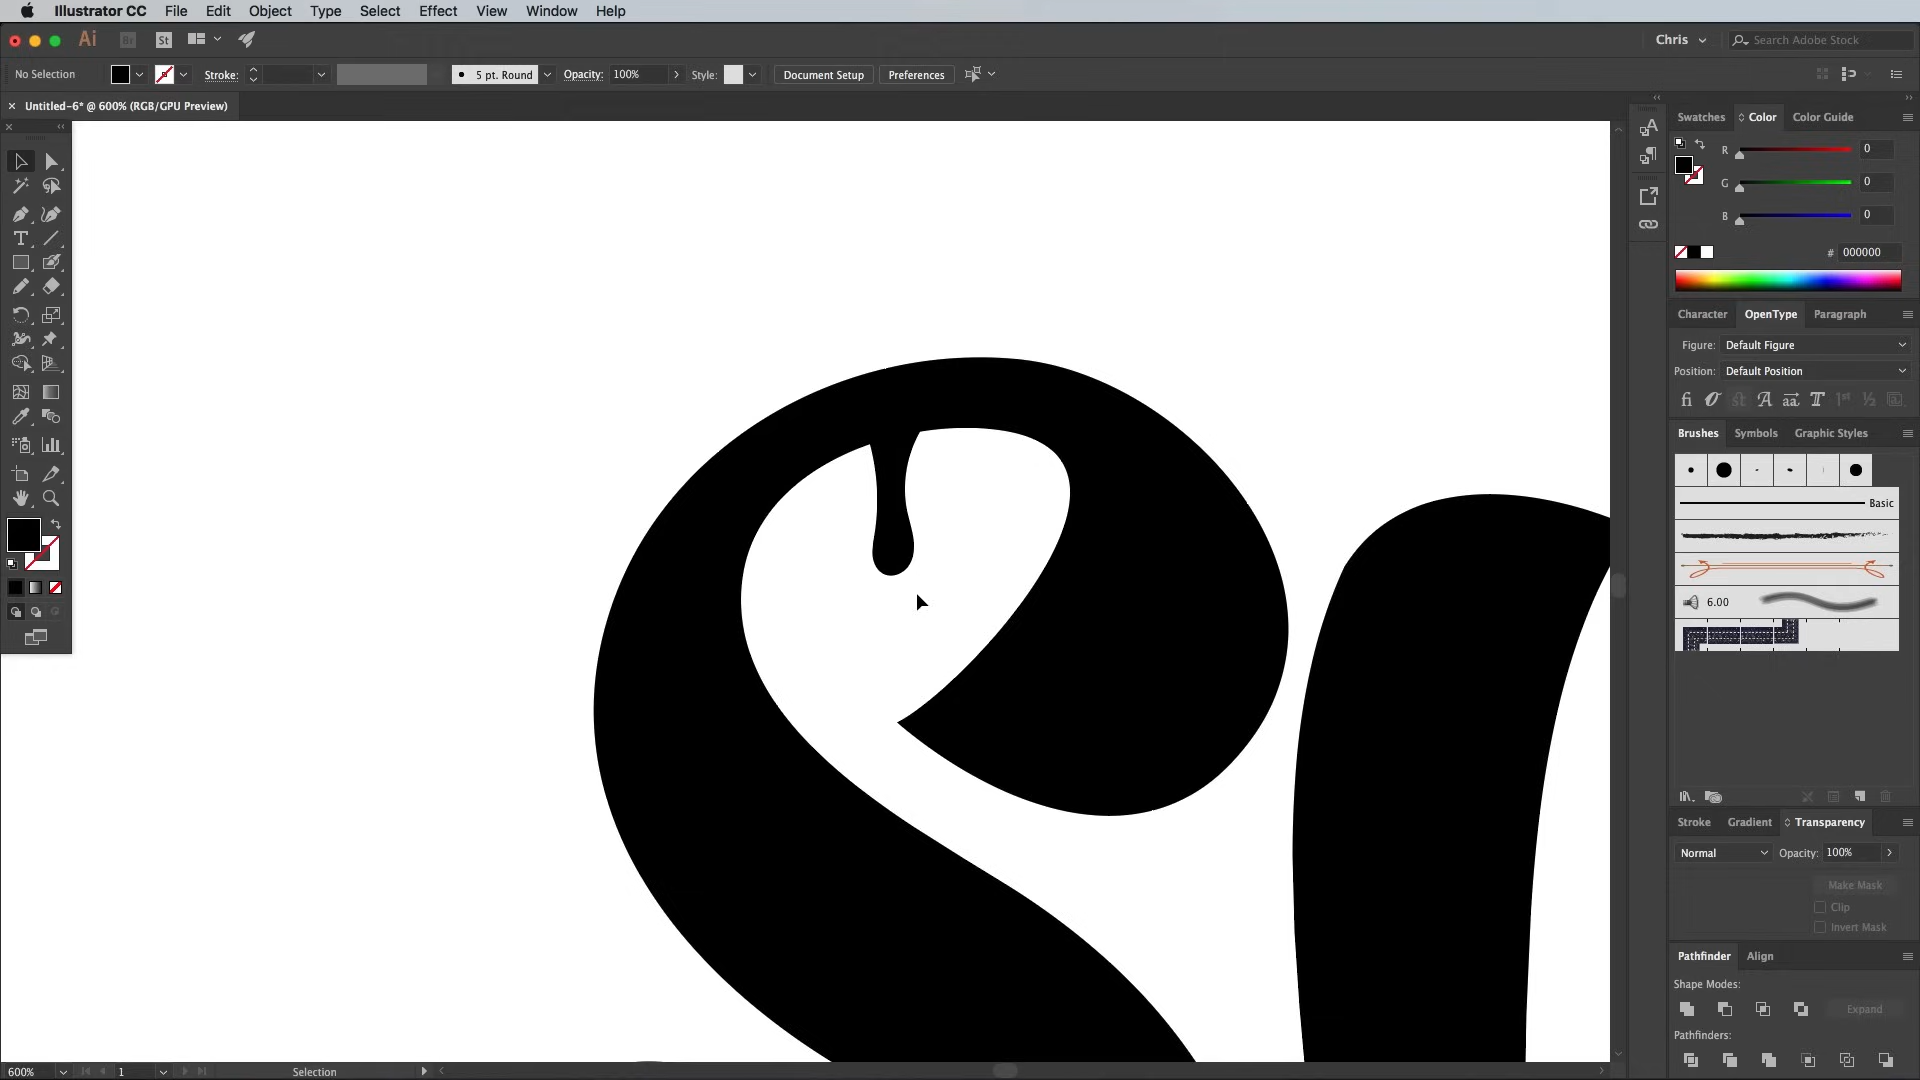 Illustrator CC File Edit Object Type Select Effect View Window Help
Ai Br St Chris Search Adobe Stock
No Selection Stroke: 5 pt. Round Opacity: 100% Style: Document Setup Preferences
Untitled-6* @ 600% (RGB/GPU Preview)
Swatches Color Color Guide
R 0
G 0
B 0
# 000000
Character OpenType Paragraph
Figure: Default Figure
Position: Default Position
Brushes Symbols Graphic Styles
Basic
6.00
Stroke Gradient Transparency
Normal Opacity: 100%
Make Mask
Clip
Invert Mask
Pathfinder Align
Shape Modes:
Expand
Pathfinders:
600% 1 Selection